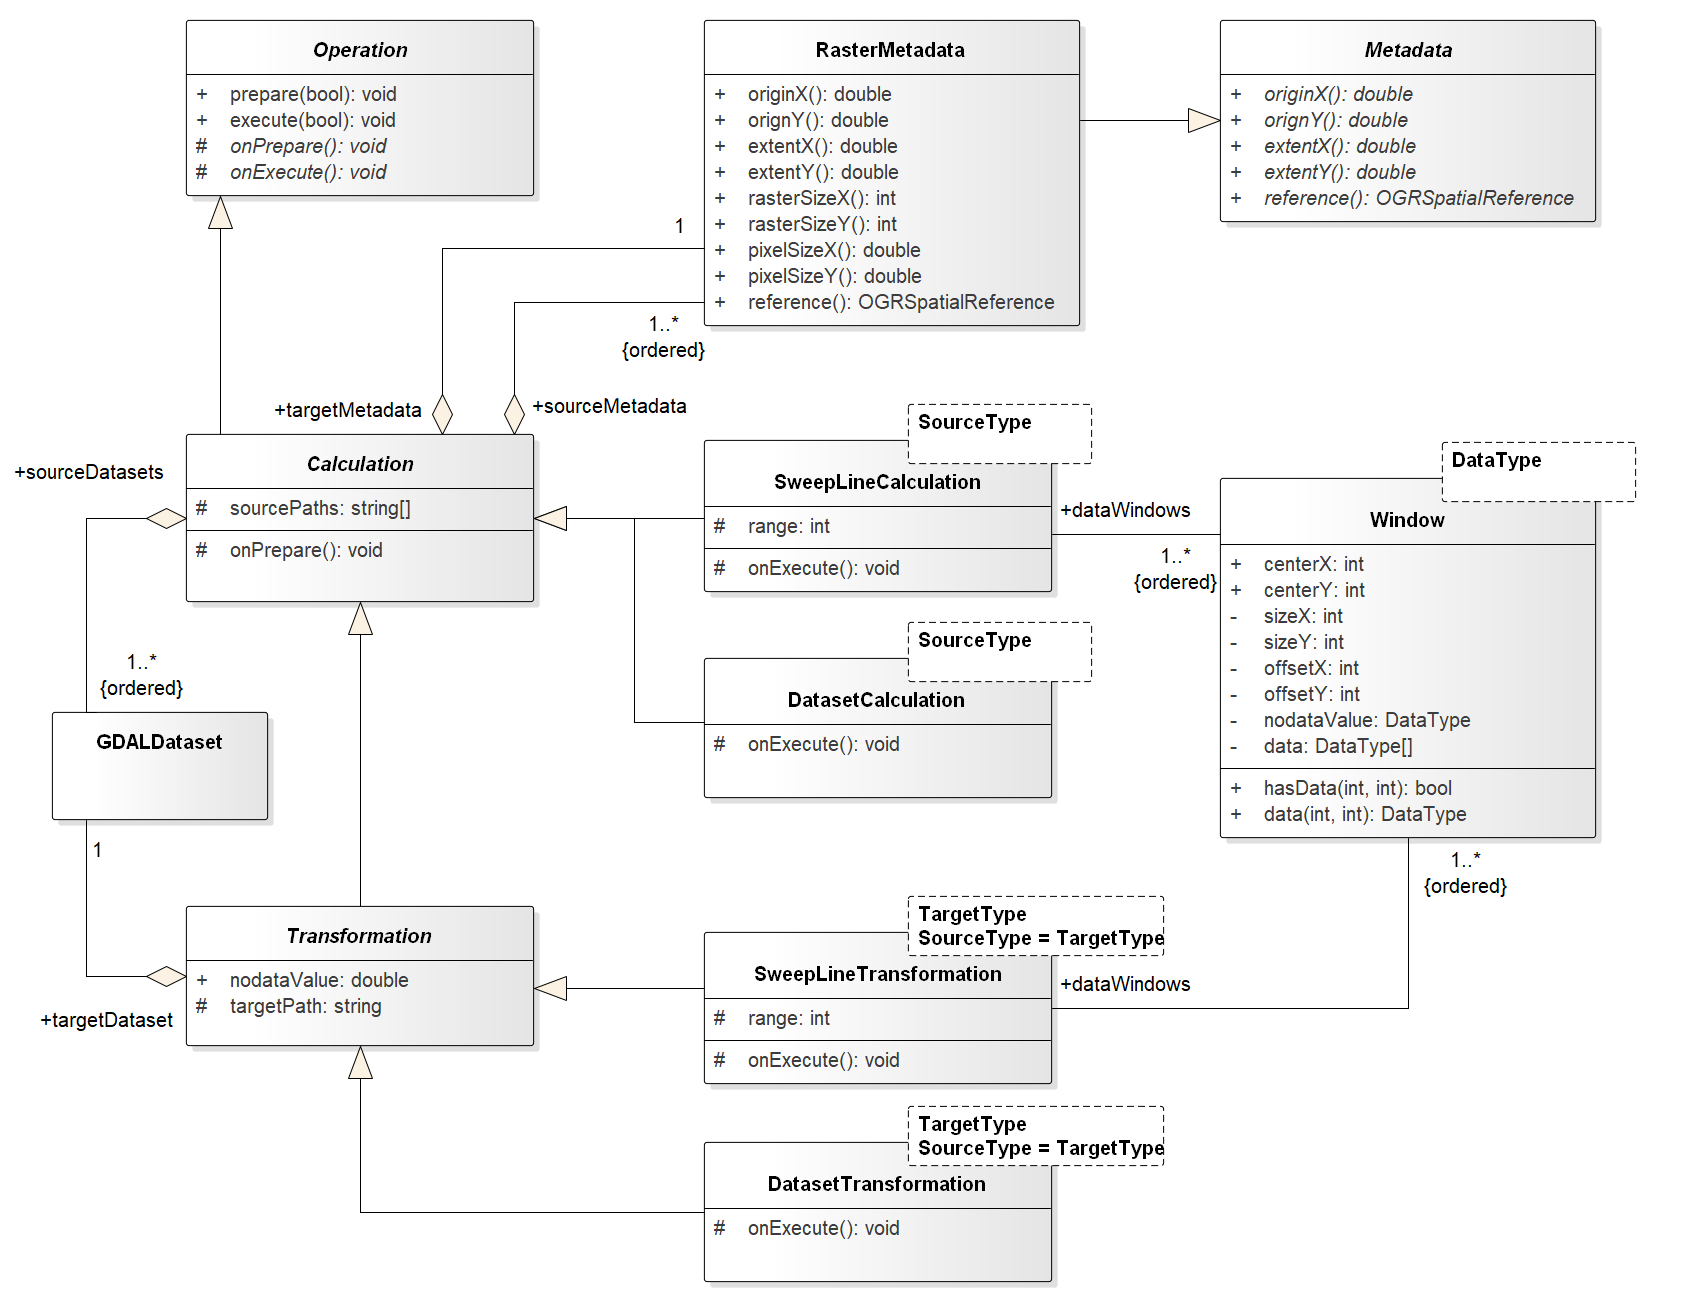 Operation
+ prepare(bool): void
+ execute(bool): void
# onPrepare(): void
# onExecute(): void
RasterMetadata
+ originX(): double
+ orignY(): double
+ extentX(): double
+ extentY(): double
+ rasterSizeX(): int
+ rasterSizeY(): int
+ pixelSizeX(): double
+ pixelSizeY(): double
+ reference(): OGRSpatialReference
Metadata
+ originX(): double
+ orignY(): double
+ extentX(): double
+ extentY(): double
+ reference(): OGRSpatialReference
1
1..*
{ordered}
+targetMetadata
+sourceMetadata
+sourceDatasets
Calculation
# sourcePaths: string[]
# onPrepare(): void
SourceType
SweepLineCalculation
# range: int
# onExecute(): void
+dataWindows
1..*
{ordered}
DataType
Window
+ centerX: int
+ centerY: int
- sizeX: int
- sizeY: int
- offsetX: int
- offsetY: int
- nodataValue: DataType
- data: DataType[]
+ hasData(int, int): bool
+ data(int, int): DataType
SourceType
DatasetCalculation
# onExecute(): void
1..*
{ordered}
GDALDataset
1
1..*
{ordered}
Transformation
+ nodataValue: double
# targetPath: string
+targetDataset
TargetType
SourceType = TargetType
SweepLineTransformation
# range: int
# onExecute(): void
+dataWindows
TargetType
SourceType = TargetType
DatasetTransformation
# onExecute(): void